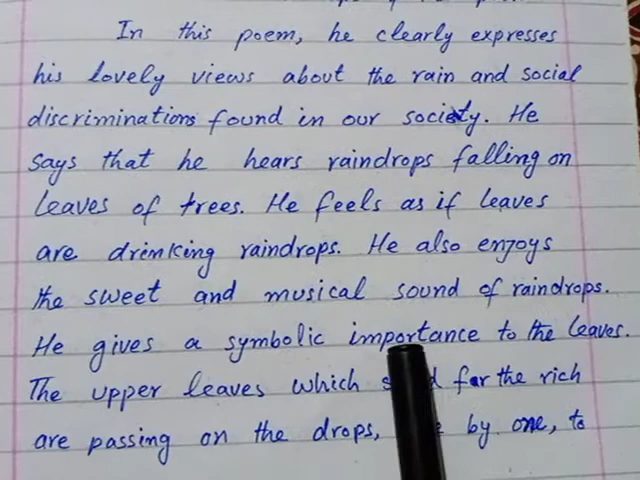 In this poem, he clearly expresses
his lovely views about the rain and social
discriminations found in our society. He
says that he hears raindrops falling on
leaves of trees. He feels as if leaves
are drinking raindrops. He also enjoys
the sweet and musical sound of raindrops.
He gives a symbolic importance to the leaves.
The upper leaves which for the rich
are passing on the drops, by one, to